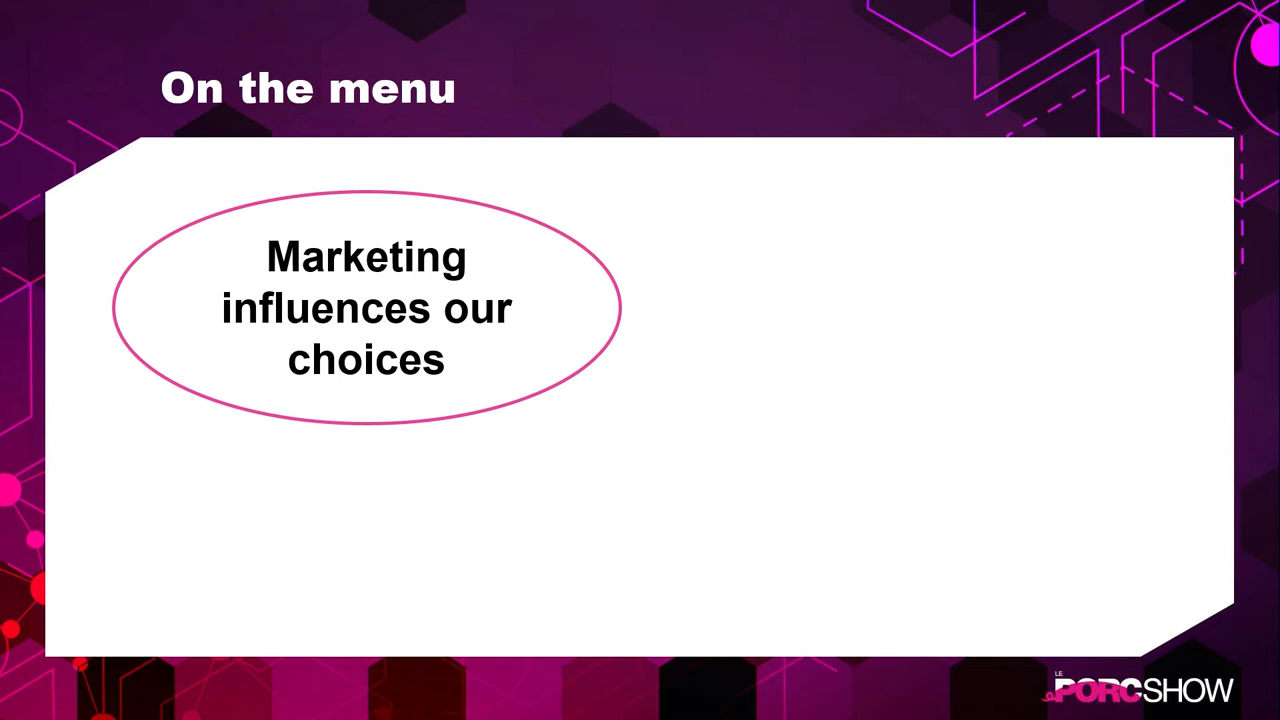 On the menu
Marketing
influences our
choices
LE
PORCSHOW